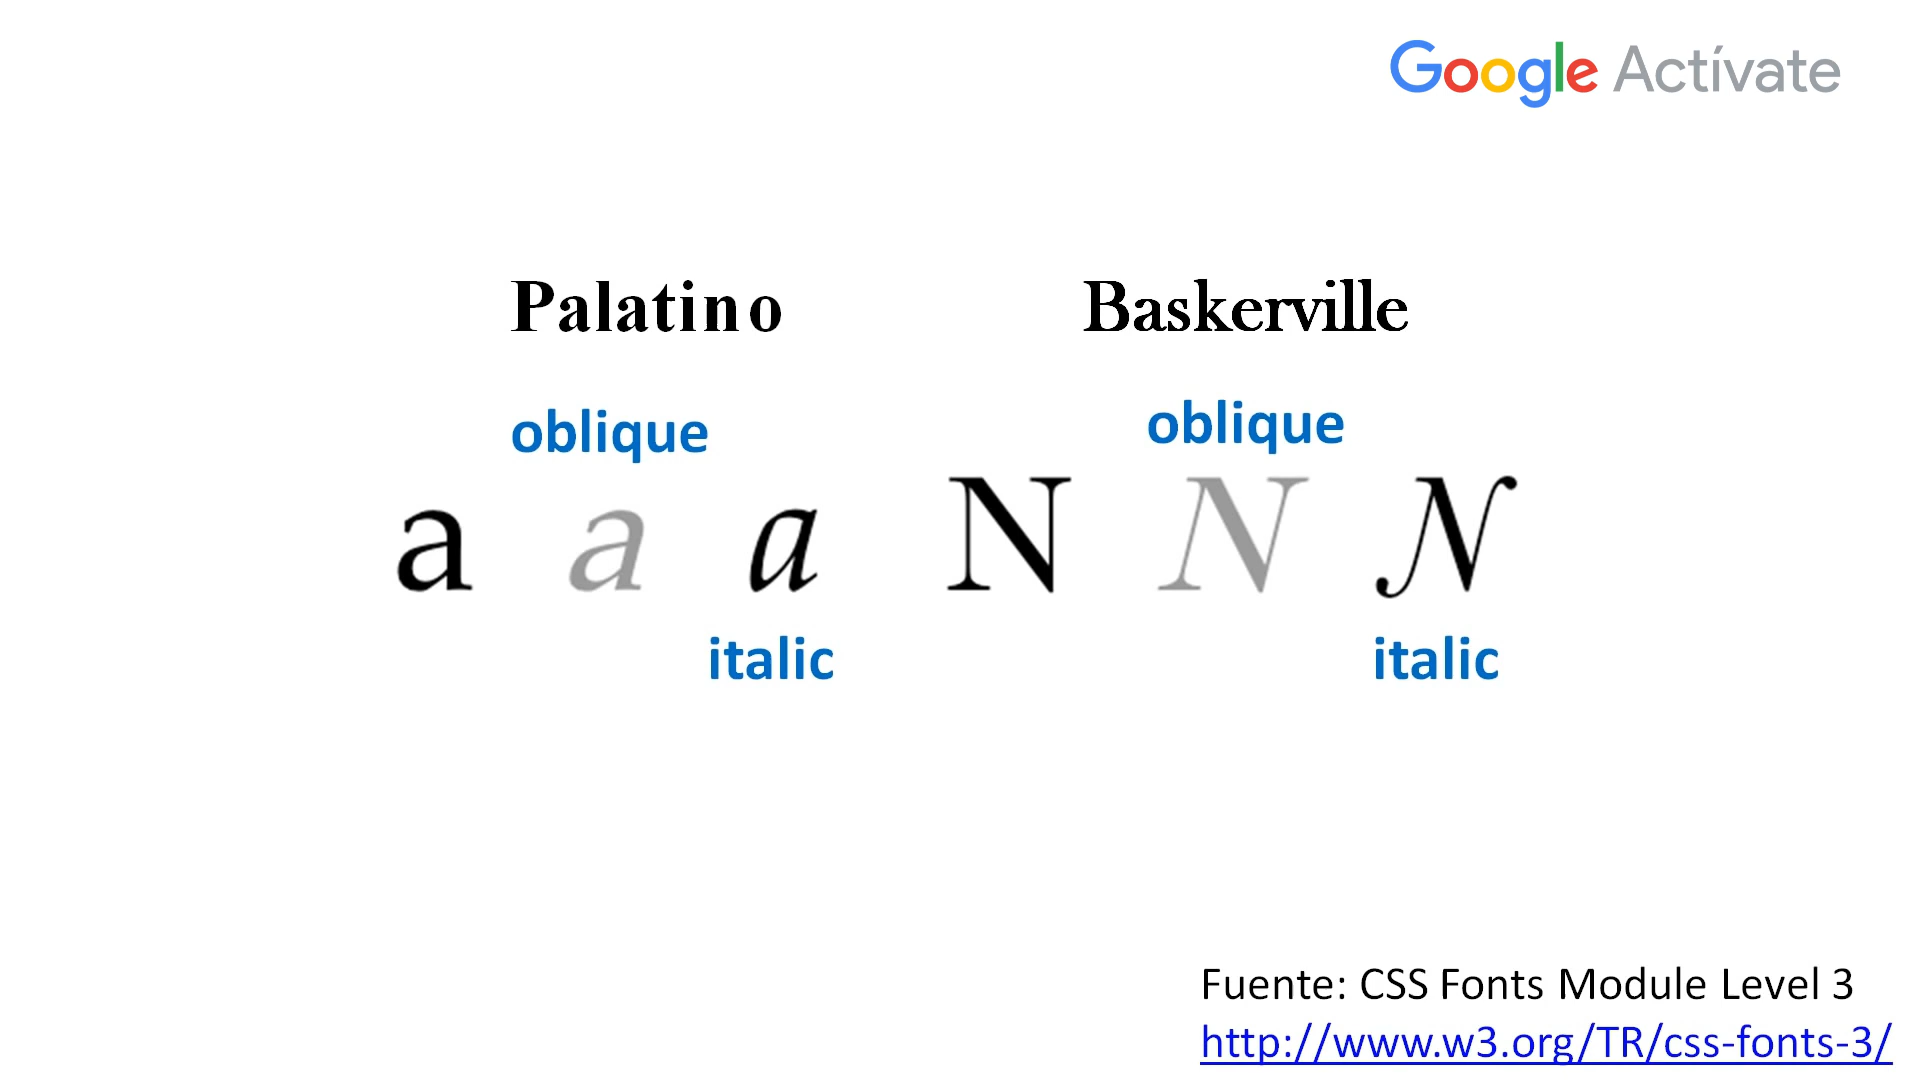 Google Actívate
Palatino Baskerville
oblique oblique
a a a N N N
italic italic
Fuente: CSS Fonts Module Level 3
http://www.w3.org/TR/css-fonts-3/